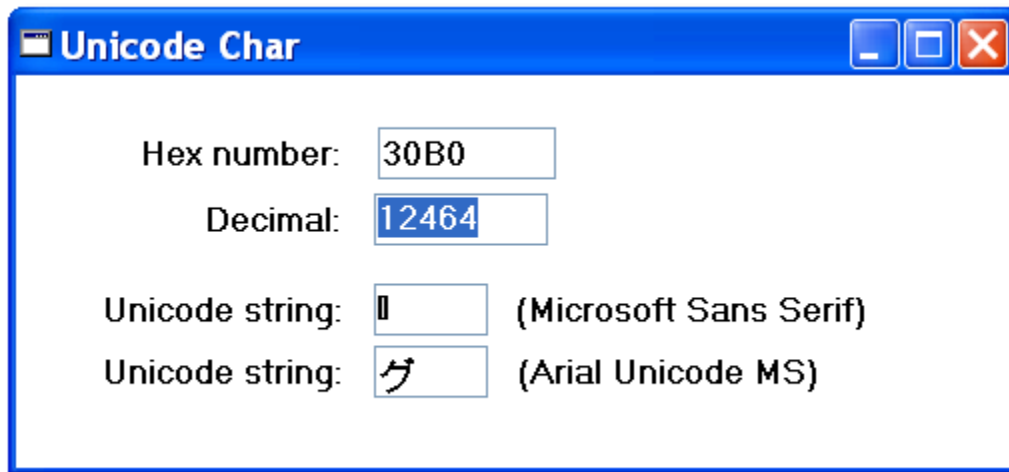 Unicode Char
Hex number: 30B0
Decimal: 12464
Unicode string: (Microsoft Sans Serif)
Unicode string: グ (Arial Unicode MS)